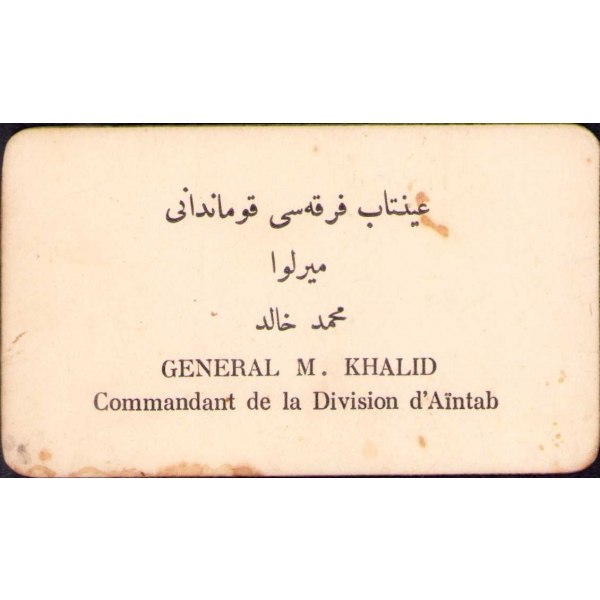 عینتاب فرقه‌سی قوماندانی
میرلوا
محمد خالد
GENERAL M. KHALID
Commandant de la Division d'Aïntab